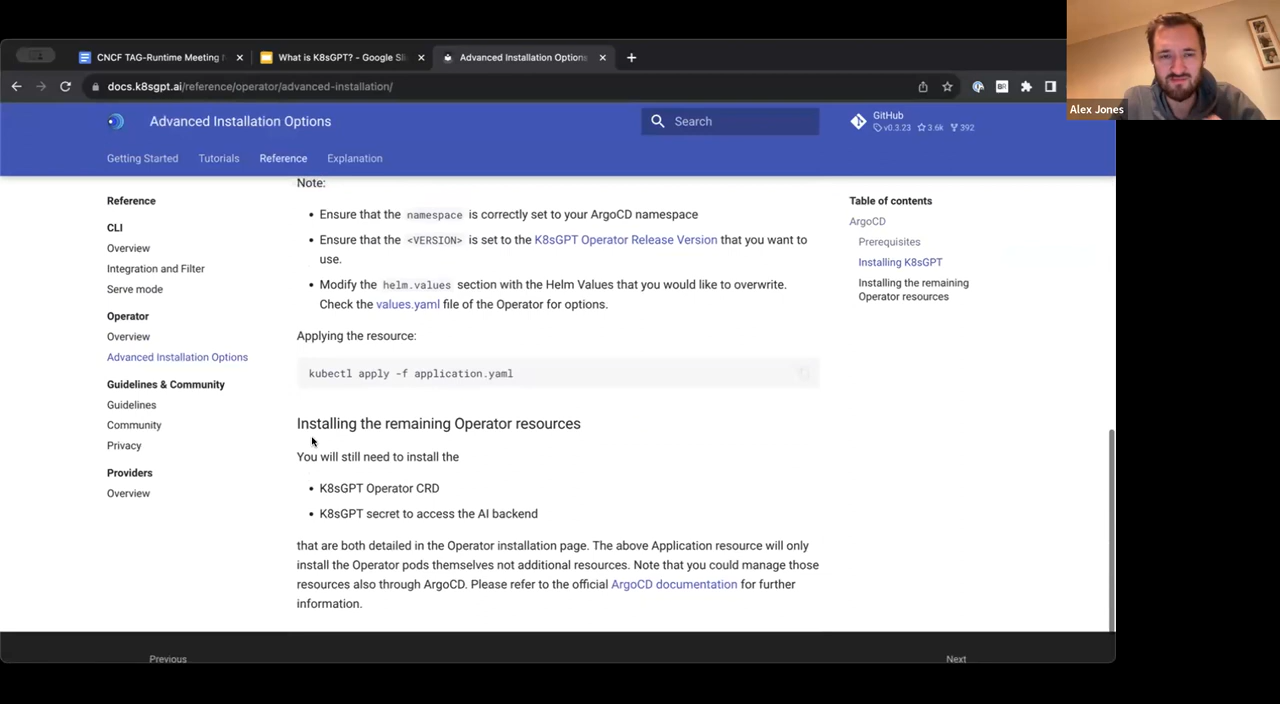 CNCF TAG-Runtime Meeting
What is K8sGPT? - Google Sli
Advanced Installation Options
docs.k8sgpt.ai/reference/operator/advanced-installation/
Alex Jones
Advanced Installation Options
Search
GitHub
v0.3.23 3.6k 392
Getting Started
Tutorials
Reference
Explanation
Reference
CLI
Overview
Integration and Filter
Serve mode
Operator
Overview
Advanced Installation Options
Guidelines & Community
Guidelines
Community
Privacy
Providers
Overview
Note:
• Ensure that the namespace is correctly set to your ArgoCD namespace
• Ensure that the <VERSION> is set to the K8sGPT Operator Release Version that you want to
use.
• Modify the helm.values section with the Helm Values that you would like to overwrite.
Check the values.yaml file of the Operator for options.
Applying the resource:
kubectl apply -f application.yaml
Installing the remaining Operator resources
You will still need to install the
• K8sGPT Operator CRD
• K8sGPT secret to access the AI backend
that are both detailed in the Operator installation page. The above Application resource will only
install the Operator pods themselves not additional resources. Note that you could manage those
resources also through ArgoCD. Please refer to the official ArgoCD documentation for further
information.
Table of contents
ArgoCD
Prerequisites
Installing K8sGPT
Installing the remaining
Operator resources
Previous
Next